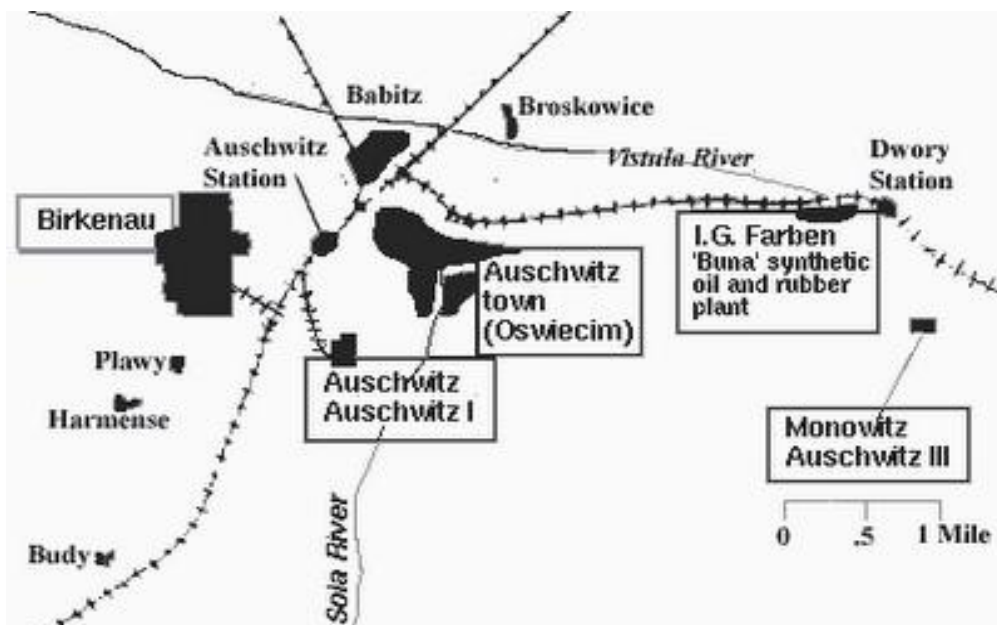 Babitz
Broskowice
Auschwitz
Station
Vistula River
Dwory
Station
Birkenau
I.G. Farben
'Buna' synthetic
oil and rubber
plant
Auschwitz
town
(Oswiecim)
Plawy
Harmense
Auschwitz
Auschwitz I
Monowitz
Auschwitz III
0 .5 1 Mile
Budy
Sola River